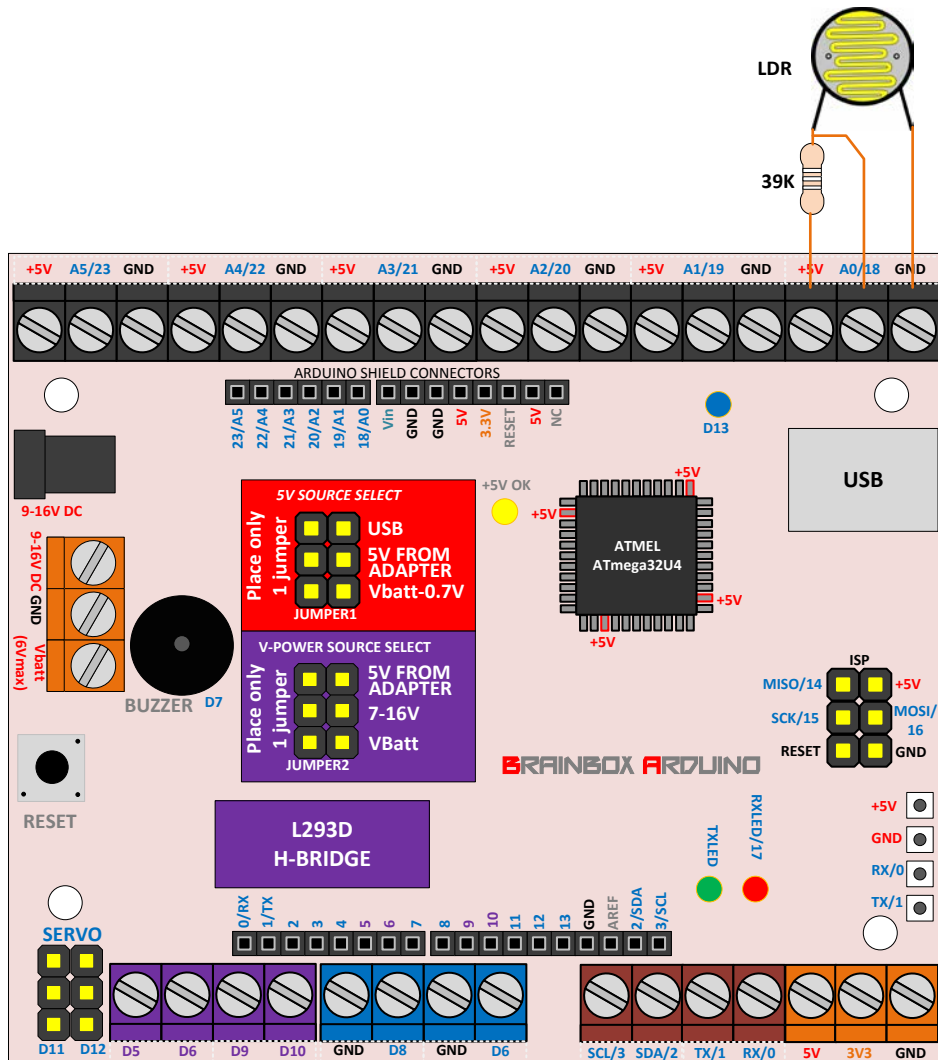 LDR
39K
+5V A5/23 GND +5V A4/22 GND +5V A3/21 GND +5V A2/20 GND +5V A1/19 GND +5V A0/18 GND
ARDUINO SHIELD CONNECTORS
23/A5
22/A4
21/A3
20/A2
19/A1
18/A0
Vin
GND
GND
5V
3.3V
RESET
5V
NC
D13
9-16V DC
+5V OK
USB
5V SOURCE SELECT
Place only
1 jumper
USB
5V FROM
ADAPTER
Vbatt-0.7V
JUMPER1
+5V
+5V
ATMEL
ATmega32U4
+5V
+5V
9-16V DC
GND
Vbatt
(6Vmax)
BUZZER D7
V-POWER SOURCE SELECT
Place only
1 jumper
5V FROM
ADAPTER
7-16V
VBatt
JUMPER2
ISP
MISO/14 +5V
SCK/15 MOSI/
16
RESET GND
BRAINBOX ARDUINO
RESET
L293D
H-BRIDGE
TXLED
RXLED/17
+5V
GND
RX/0
TX/1
0/RX
1/TX
2
3
4
5
6
7
8
9
10
11
12
13
GND
AREF
2/SDA
3/SCL
SERVO
D11 D12
D5 D6 D9 D10
GND D8 GND D6
SCL/3 SDA/2 TX/1 RX/0 5V 3V3 GND